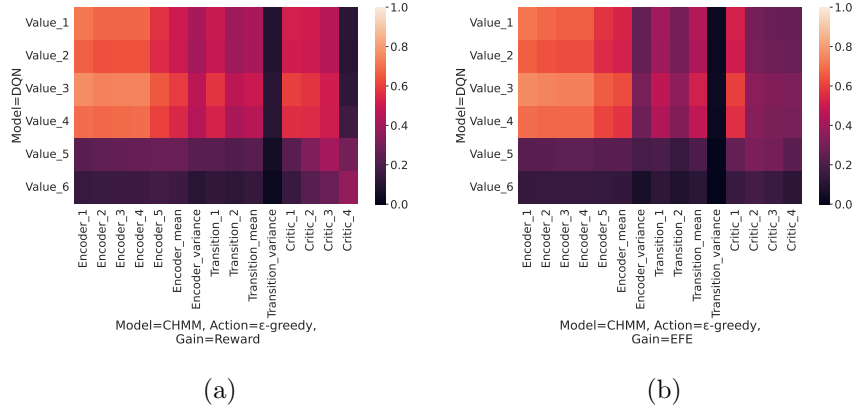 Model=DQN
Value_1
Value_2
Value_3
Value_4
Value_5
Value_6
Encoder_1
Encoder_2
Encoder_3
Encoder_4
Encoder_5
Encoder_mean
Encoder_variance
Transition_1
Transition_2
Transition_mean
Transition_variance
Critic_1
Critic_2
Critic_3
Critic_4
Model=CHMM, Action=ε-greedy,
Gain=Reward
1.0
0.8
0.6
0.4
0.2
0.0
(a)
Model=DQN
Value_1
Value_2
Value_3
Value_4
Value_5
Value_6
Encoder_1
Encoder_2
Encoder_3
Encoder_4
Encoder_5
Encoder_mean
Encoder_variance
Transition_1
Transition_2
Transition_mean
Transition_variance
Critic_1
Critic_2
Critic_3
Critic_4
Model=CHMM, Action=ε-greedy,
Gain=EFE
1.0
0.8
0.6
0.4
0.2
0.0
(b)